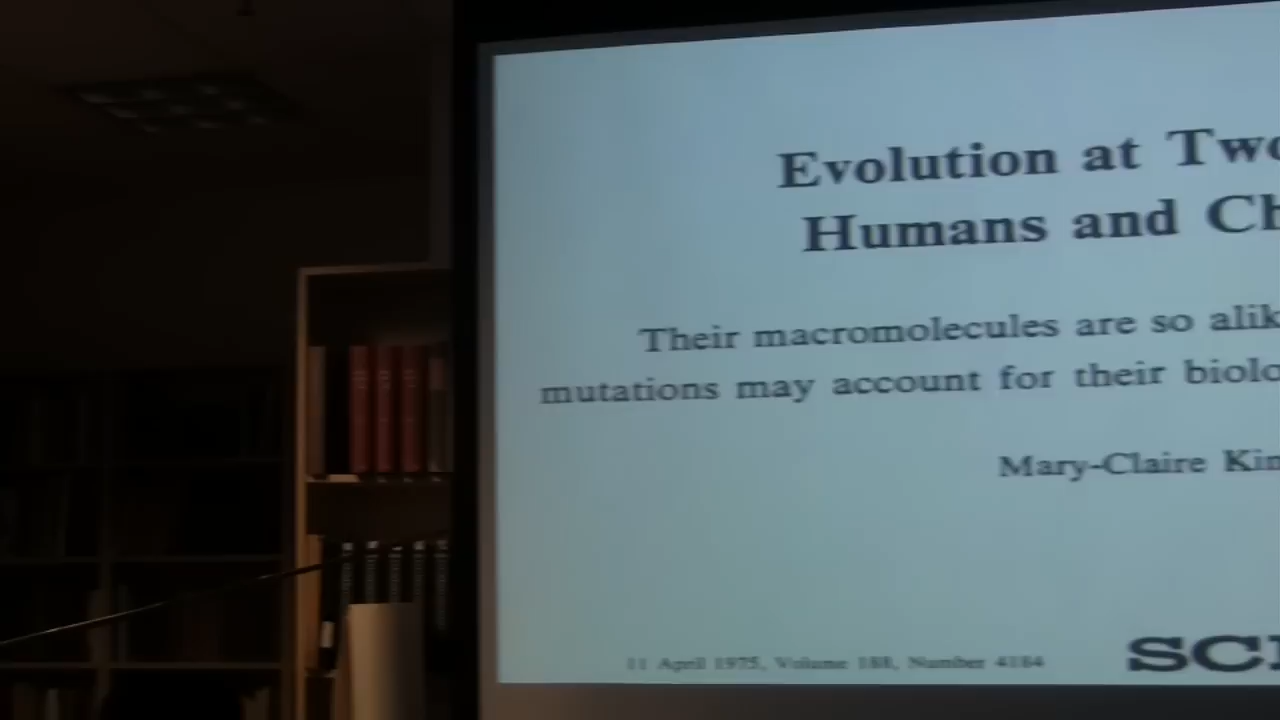 Evolution at Two
Humans and Ch
Their macromolecules are so alik
mutations may account for their biolo
Mary-Claire Kin
11 April 1975, Volume 188, Number 4184
SCI